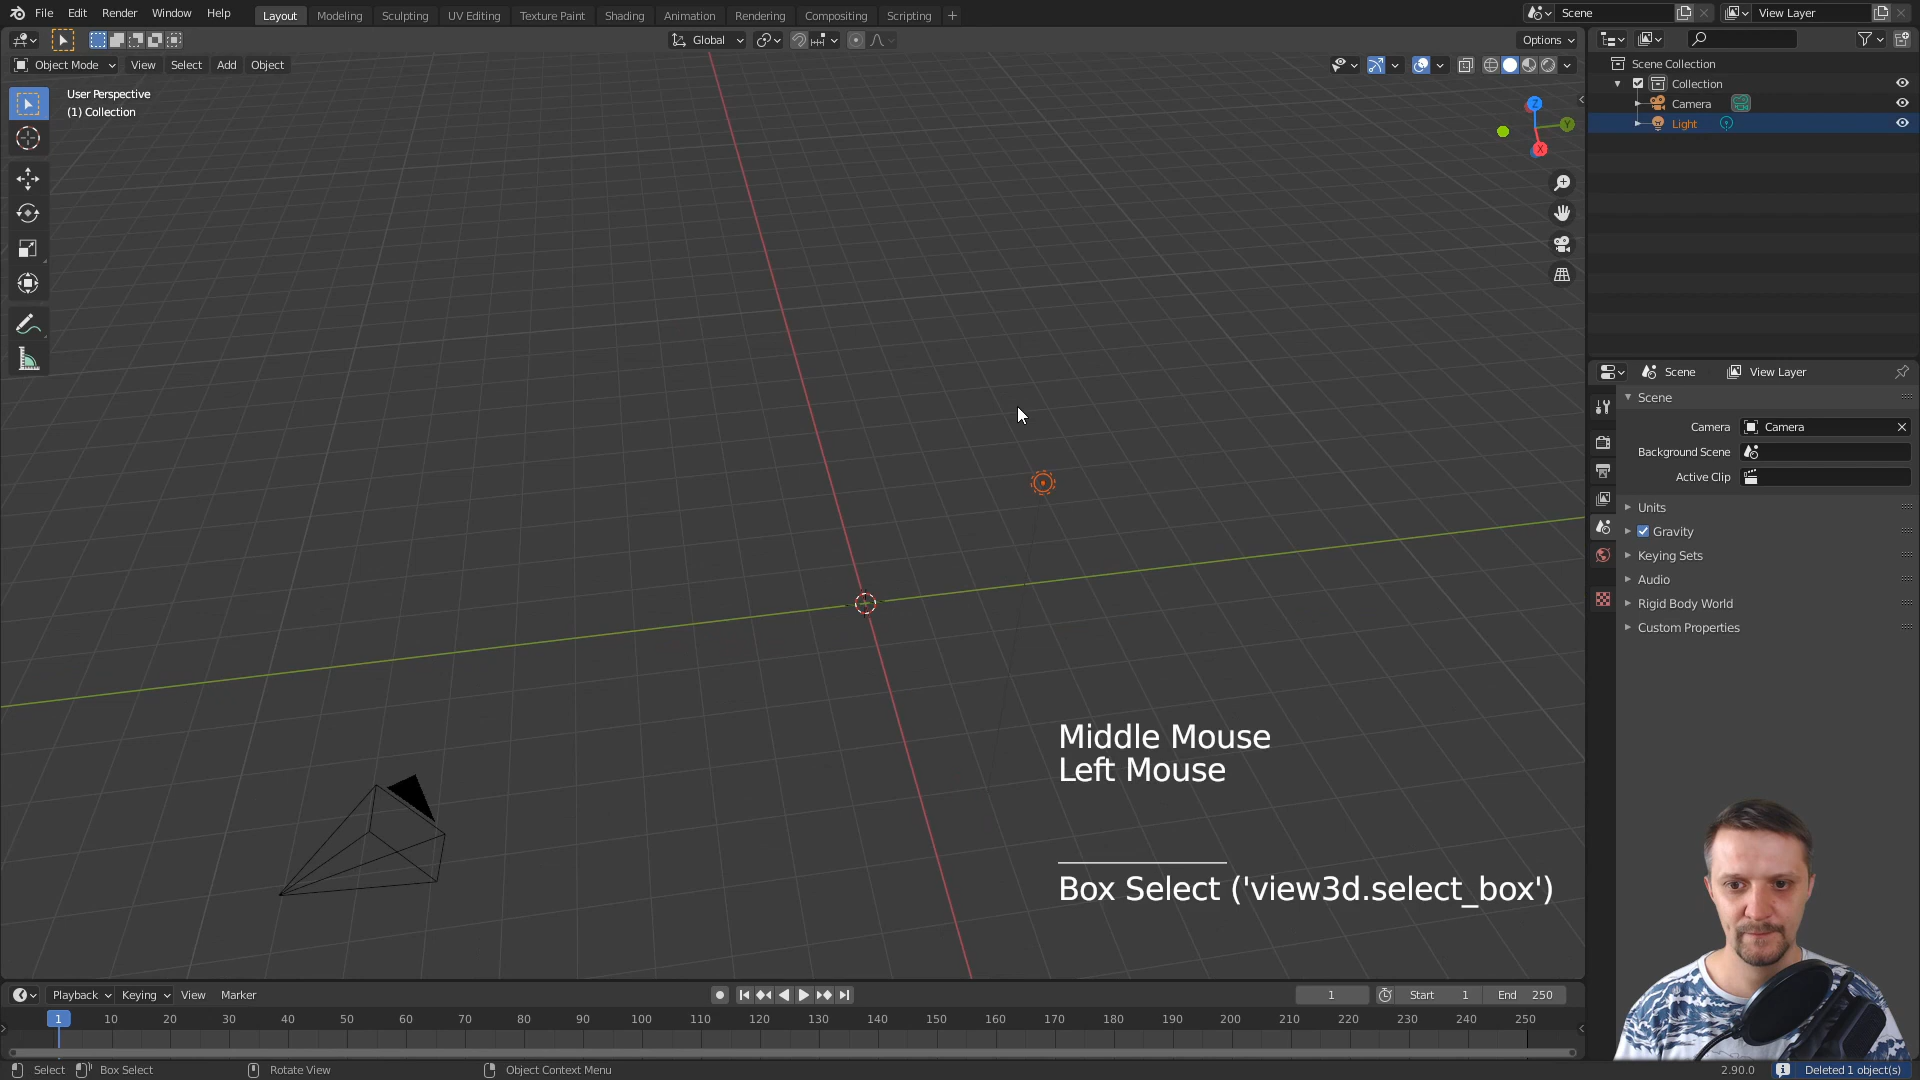 File Edit Render Window Help Layout Modeling Sculpting UV Editing Texture Paint Shading Animation Rendering Compositing Scripting + Scene View Layer
Global Options
Object Mode View Select Add Object
User Perspective
(1) Collection
Z
Y
X
Scene Collection
Collection
Camera
Light
Scene View Layer
Scene
Camera Camera
Background Scene
Active Clip
Units
Gravity
Keying Sets
Audio
Rigid Body World
Custom Properties
Middle Mouse
Left Mouse
Box Select ('view3d.select_box')
Playback Keying View Marker 1 Start 1 End 250
1 10 20 30 40 50 60 70 80 90 100 110 120 130 140 150 160 170 180 190 200 210 220 230 240 250
Select Box Select Rotate View Object Context Menu 2.90.0 Deleted 1 object(s)